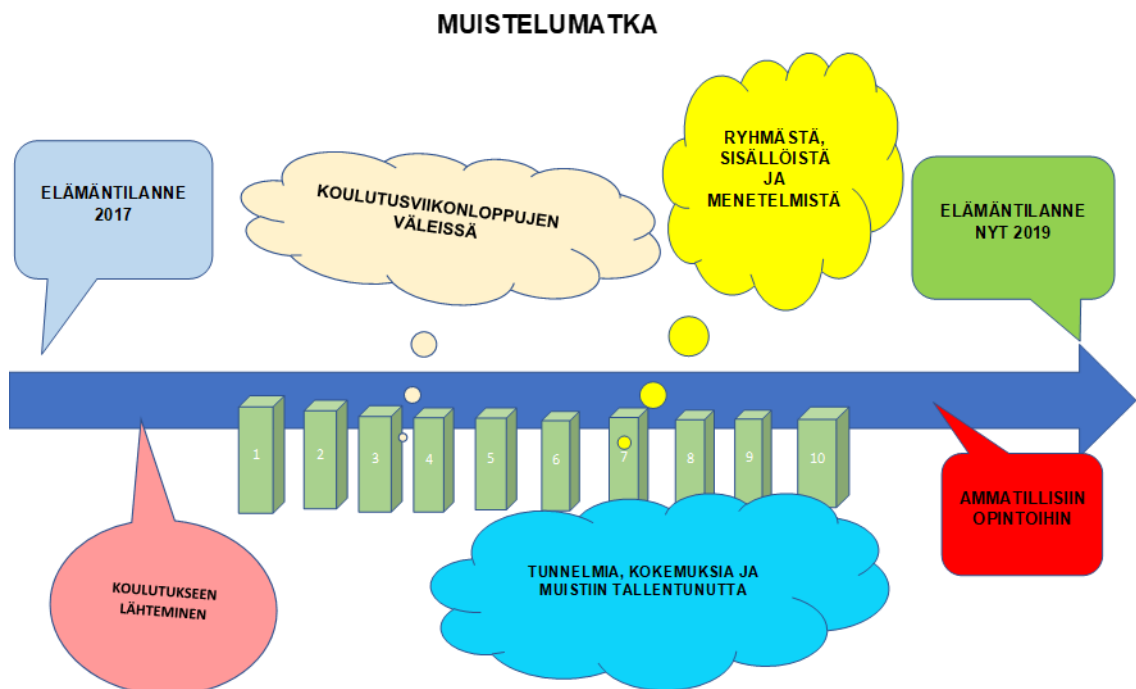 MUISTELUMATKA
ELÄMÄNTILANNE
2017
KOULUTUSVIIKONLOPPUJEN
VÄLEISSÄ
RYHMÄSTÄ,
SISÄLLÖISTÄ
JA
MENETELMISTÄ
ELÄMÄNTILANNE
NYT 2019
1
2
3
4
5
6
7
8
9
10
KOULUTUKSEEN
LÄHTEMINEN
TUNNELMIA, KOKEMUKSIA JA
MUISTIIN TALLENTUNUTTA
AMMATILLISIIN
OPINTOIHIN